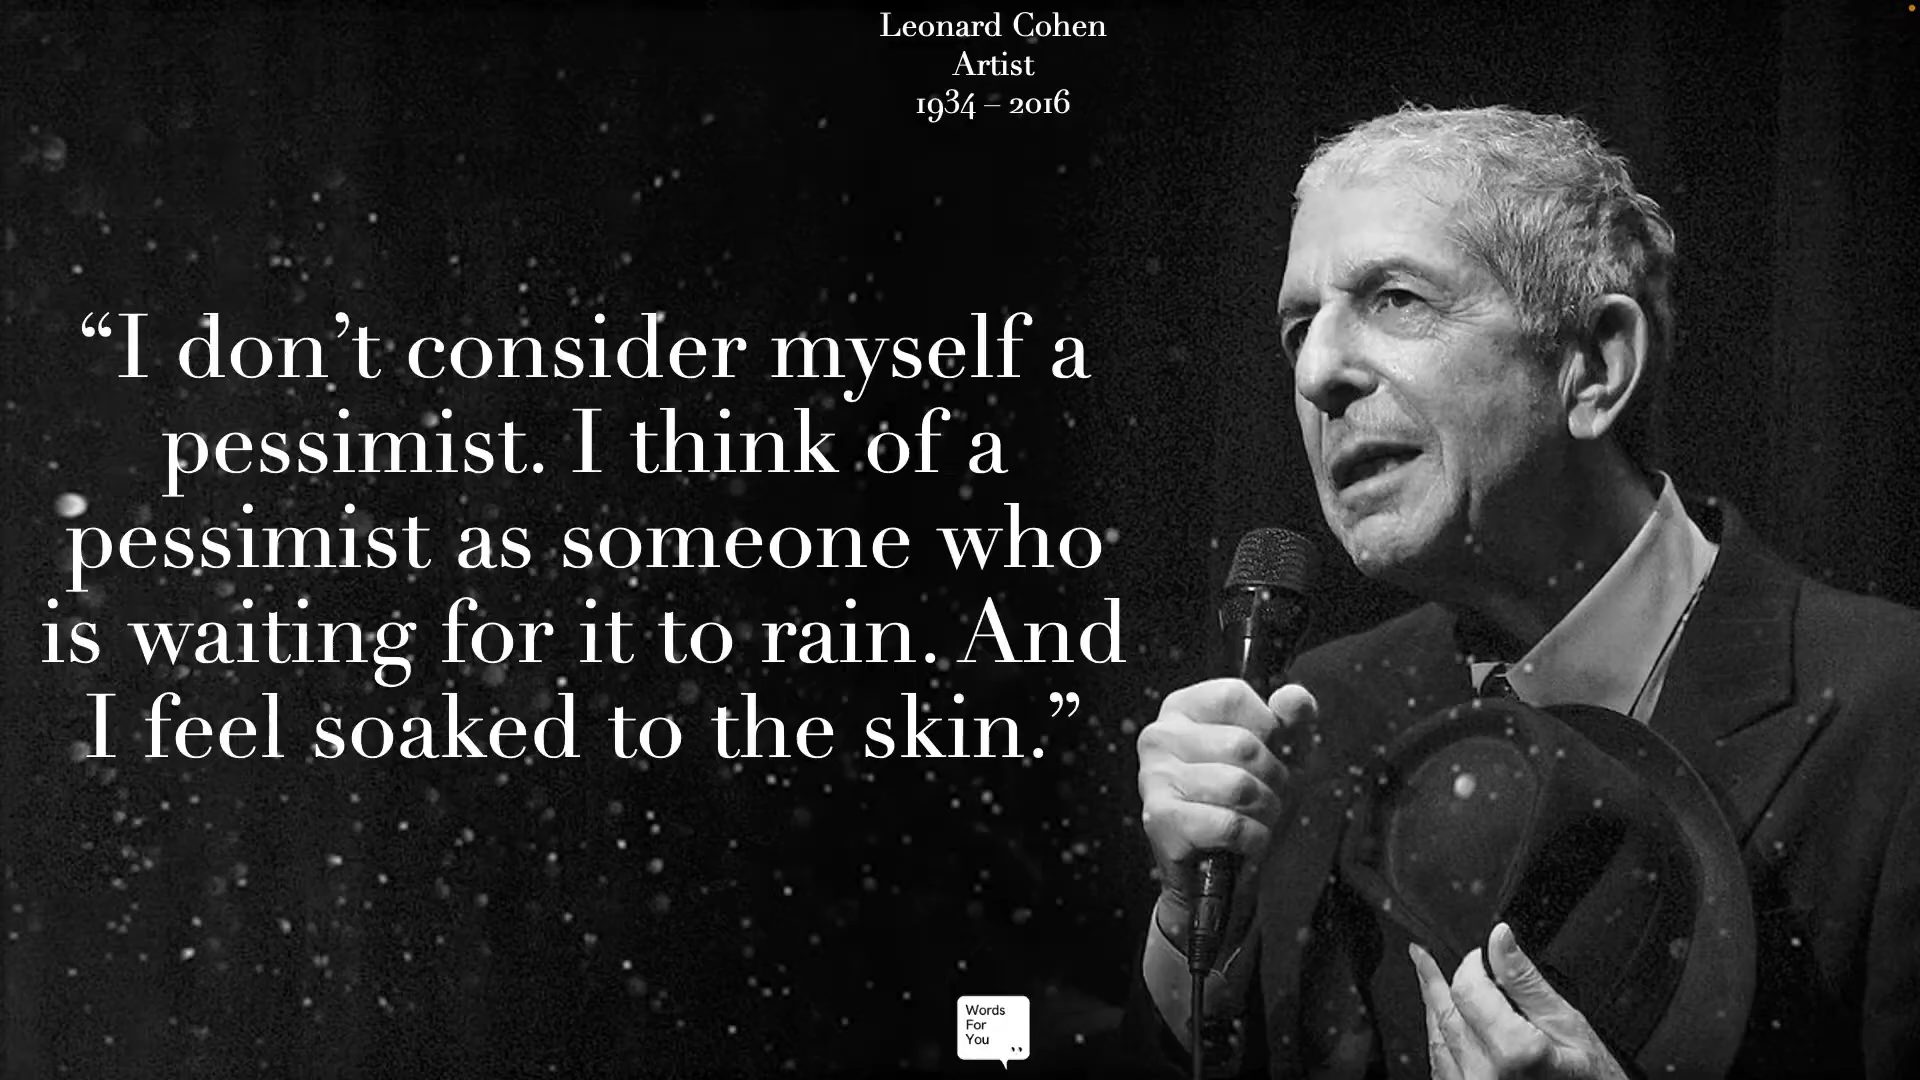 Leonard Cohen
Artist
1934 – 2016
“I don’t consider myself a
pessimist. I think of a
pessimist as someone who
is waiting for it to rain. And
I feel soaked to the skin.”
Words
For
You
”